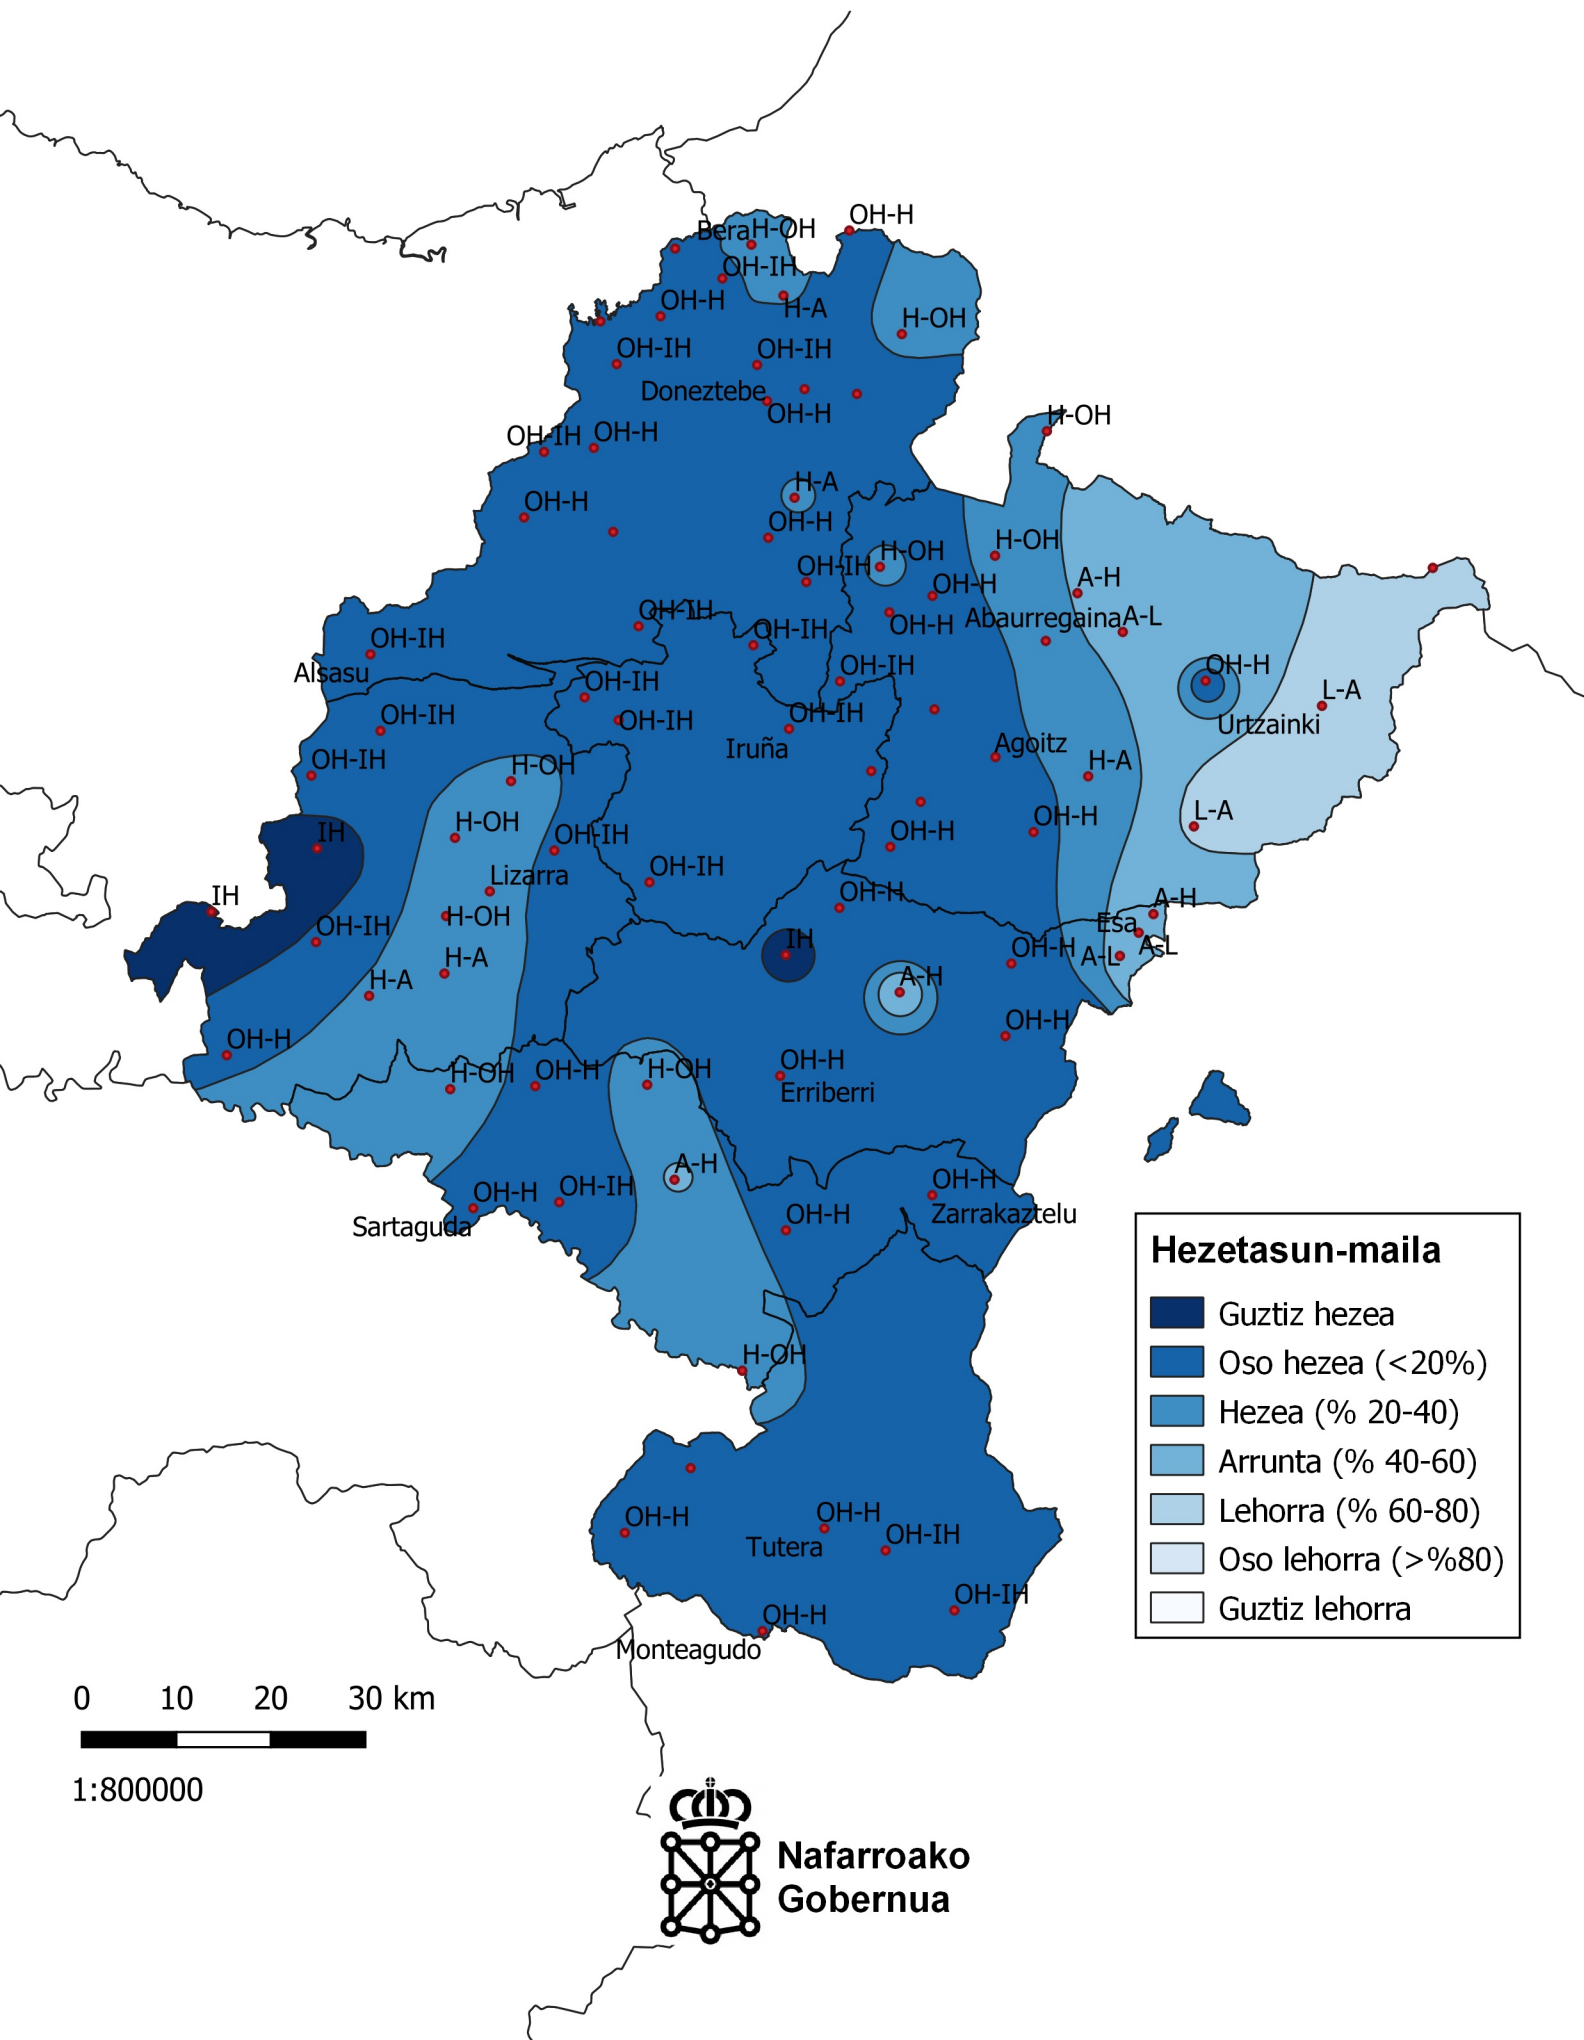 OH-H
Bera H-OH
OH-IH
OH-H
H-A
H-OH
OH-IH
OH-IH
Doneztebe
OH-H
H-OH
OH-IH
OH-H
H-A
OH-H
OH-H
H-OH
H-OH
OH-IH
A-H
OH-H
OH-IH
Abaurregaina
A-L
OH-H
OH-IH
OH-IH
Alsasu
OH-IH
OH-H
OH-IH
L-A
OH-IH
OH-IH
OH-IH
Urtzainki
Iruña
Agoitz
OH-IH
H-OH
H-A
L-A
OH-H
H-OH
IH
OH-IH
OH-H
OH-IH
Lizarra
IH
OH-H
A-H
H-OH
OH-IH
Esa
IH
OH-H
A-L
A-L
H-A
H-A
A-H
OH-H
OH-H
OH-H
H-OH
OH-H
H-OH
Erriberri
A-H
OH-H
OH-IH
OH-H
Sartaguda
OH-H
Zarrakaztelu
H-OH
Hezetasun-maila
Guztiz hezea
Oso hezea (<20%)
Hezea (% 20-40)
Arrunta (% 40-60)
Lehorra (% 60-80)
Oso lehorra (>%80)
Guztiz lehorra
OH-H
OH-H
Tutera
OH-IH
OH-IH
OH-H
Monteagudo
0 10 20 30 km
1:800000
Nafarroako
Gobernua